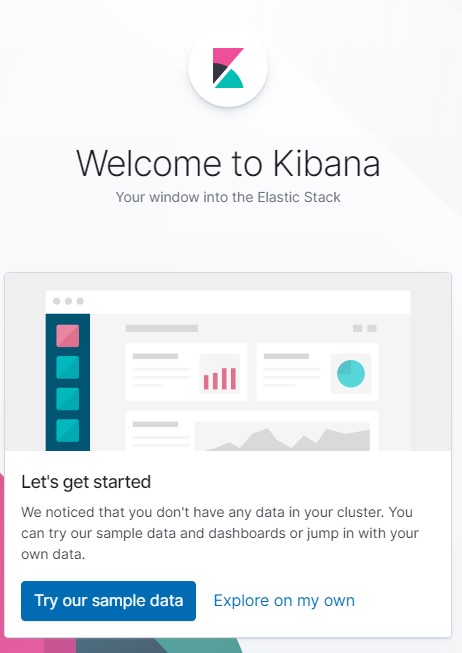 Welcome to Kibana
Your window into the Elastic Stack
Let's get started
We noticed that you don't have any data in your cluster. You
can try our sample data and dashboards or jump in with your
own data.
Try our sample data
Explore on my own